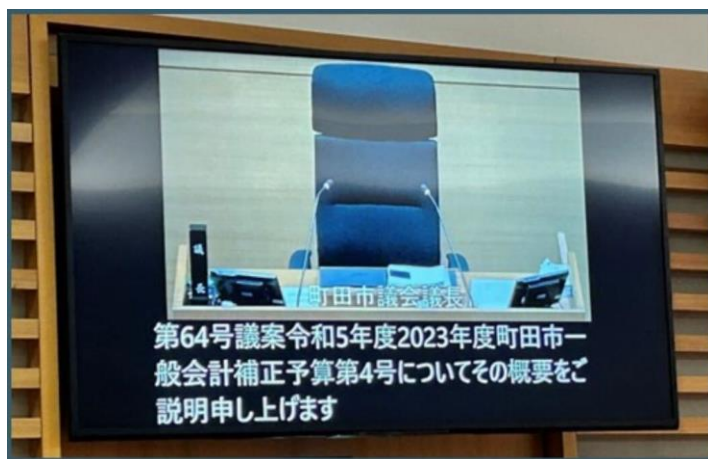 議長
町田市議会議長
第64号議案令和5年度2023年度町田市一
般会計補正予算第4号についてその概要をご
説明申し上げます